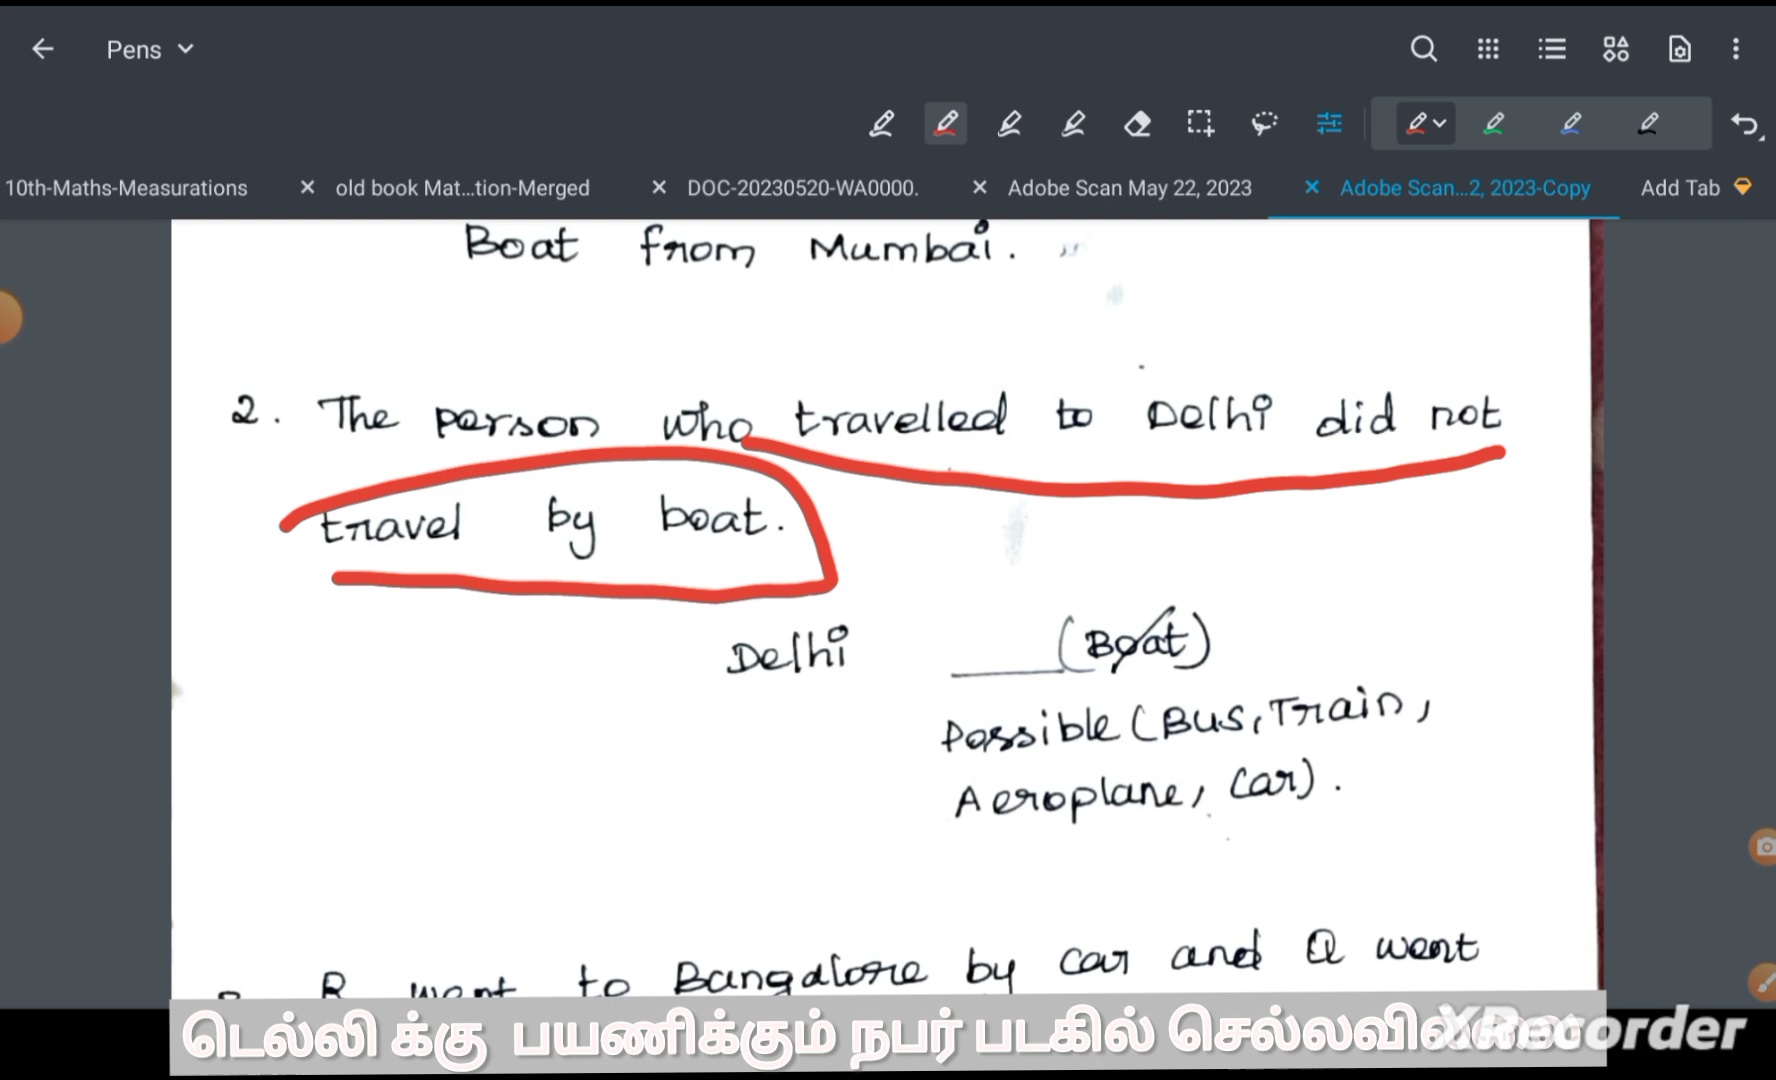 Pens
10th-Maths-Measurations
old book Mat...tion-Merged
DOC-20230520-WA0000.
Adobe Scan May 22, 2023
Adobe Scan...2, 2023-Copy
Add Tab
Boat from Mumbai.
2. The person who travelled to Delhi did not
travel by boat.
Delhi ____ (Boat)
Possible (Bus, Train,
Aeroplane, Car).
R went to Bangalore by car and Q went
டெல்லி க்கு பயணிக்கும் நபர் படகில்
XRecorder